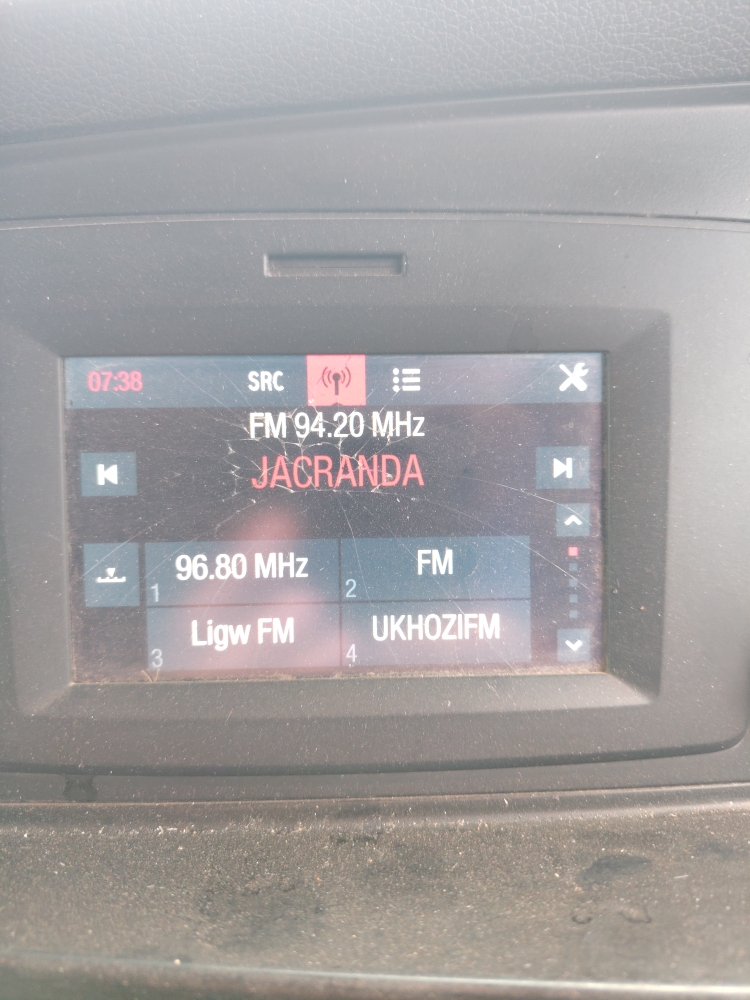 07:38 SRC
FM 94.20 MHz
JACRANDA
96.80 MHz
1
FM
2
Ligw FM
3
UKHOZIFM
4